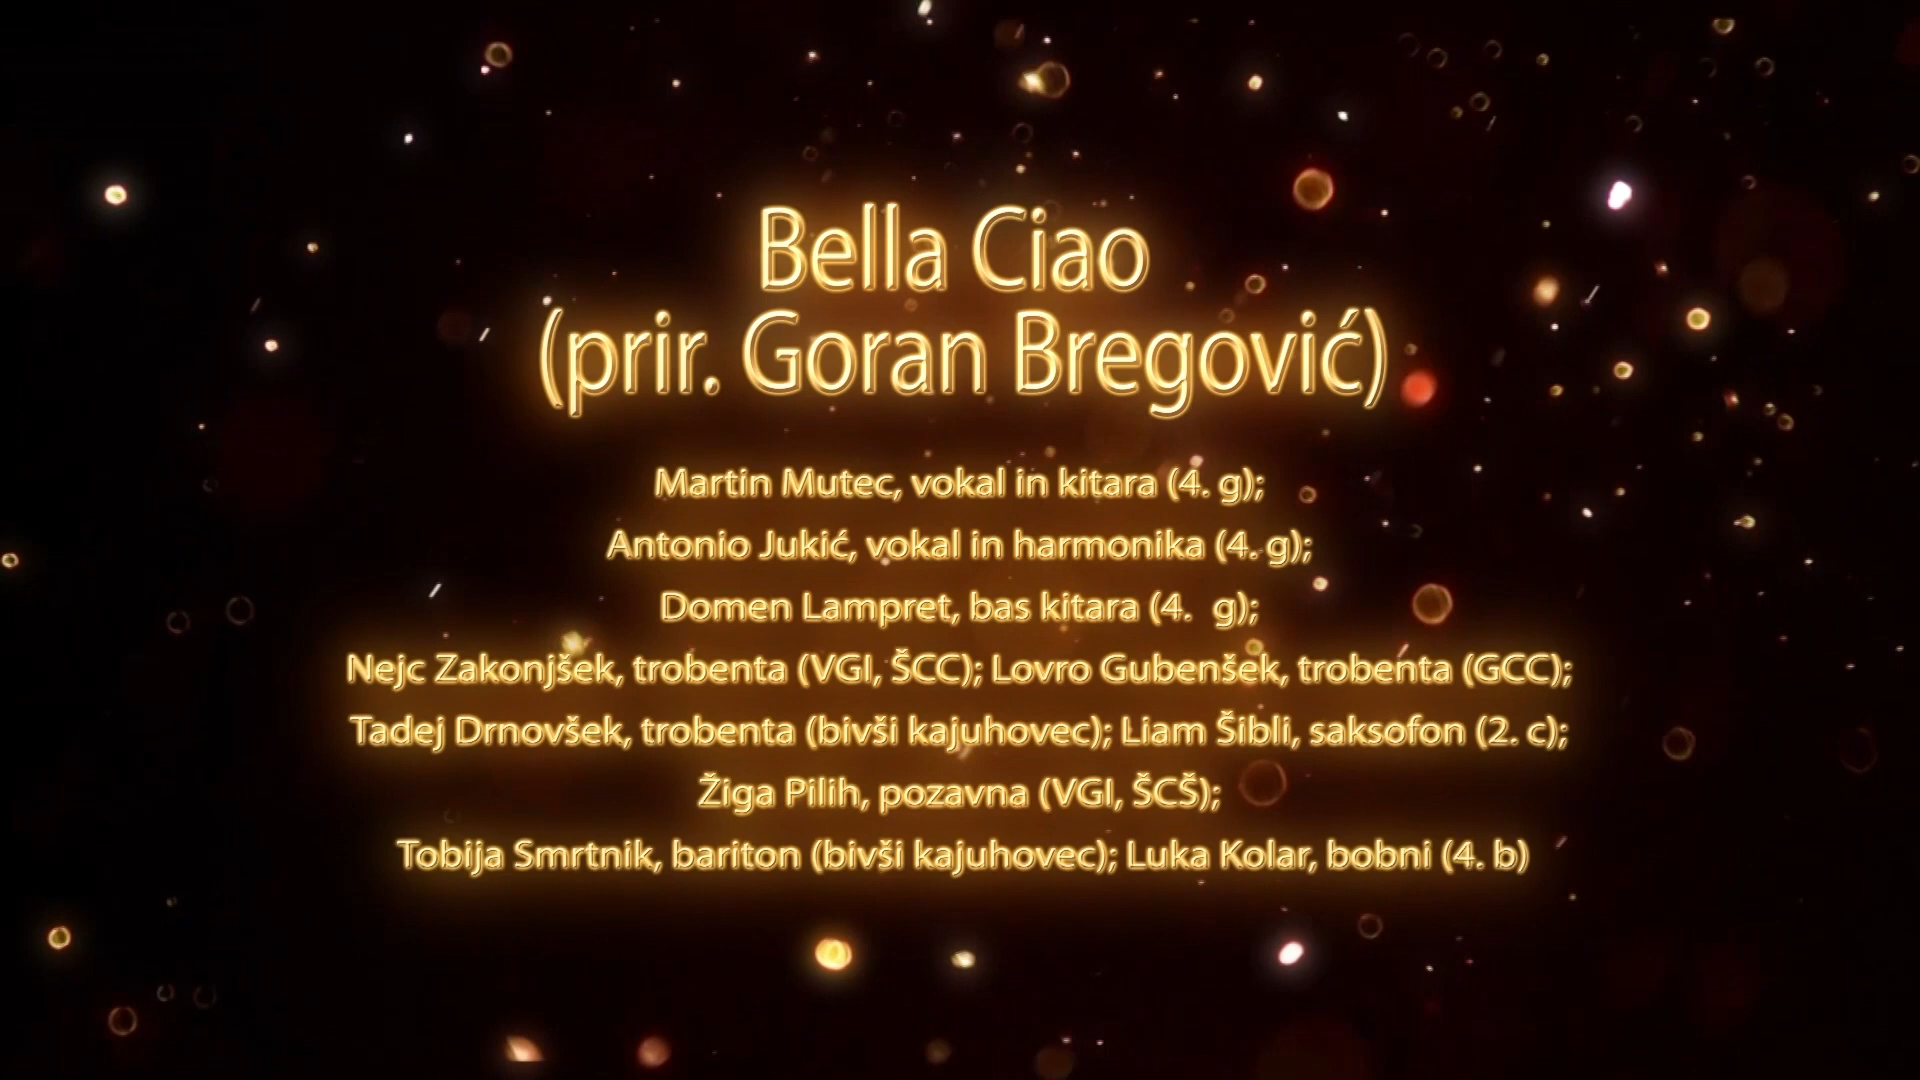 Bella Ciao
(prir. Goran Bregović)
Martin Mutec, vokal in kitara (4. g);
Antonio Jukić, vokal in harmonika (4. g);
Domen Lampret, bas kitara (4.  g);
Nejc Zakonjšek, trobenta (VGI, ŠCC); Lovro Gubenšek, trobenta (GCC);
Tadej Drnovšek, trobenta (bivši kajuhovec); Liam Šibli, saksofon (2. c);
Žiga Pilih, pozavna (VGI, ŠCŠ);
Tobija Smrtnik, bariton (bivši kajuhovec); Luka Kolar, bobni (4. b)